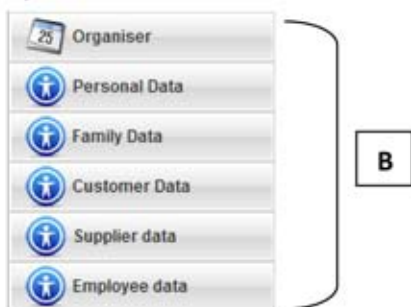 25 Organiser
Personal Data
Family Data
B
Customer Data
Supplier data
Employee data